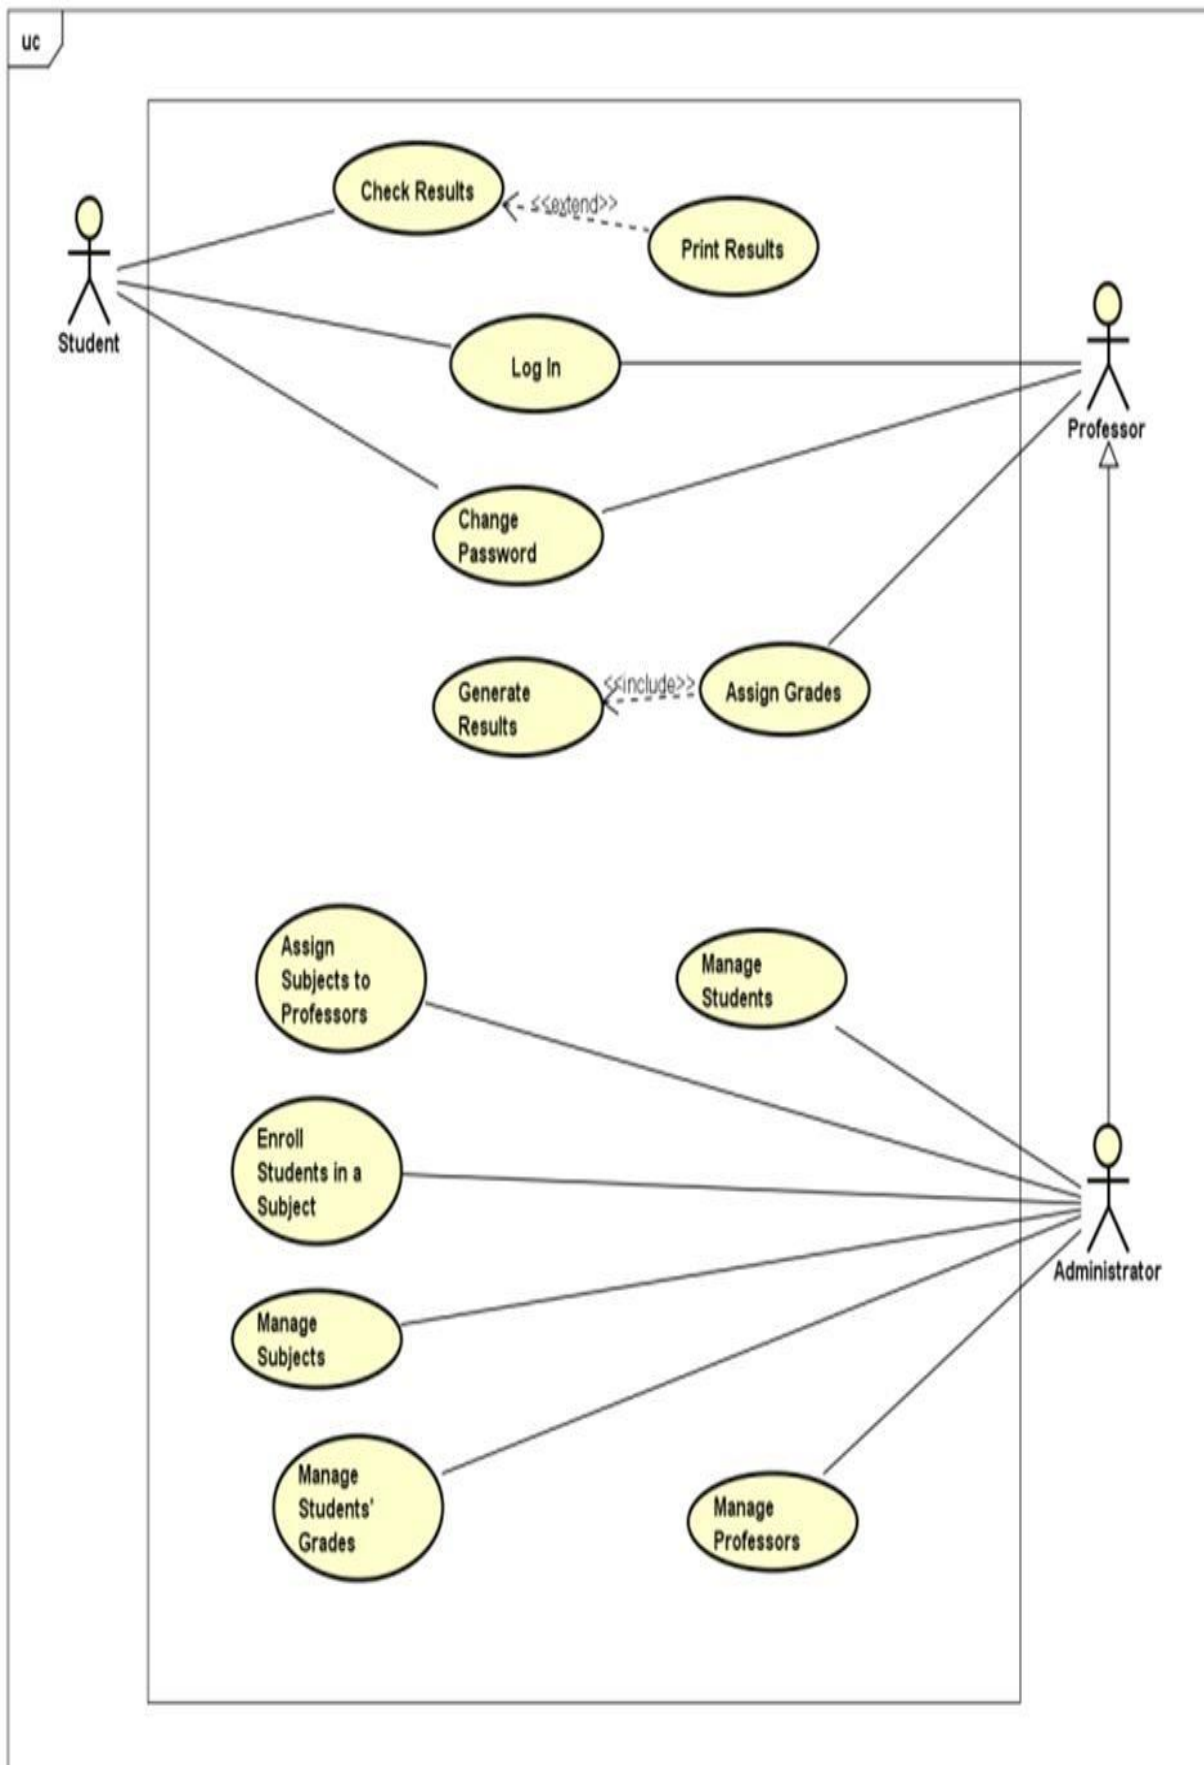 uc
Check Results
<<extend>>
Print Results
Student
Log In
Professor
Change
Password
Generate
Results
<<include>>
Assign Grades
Assign
Subjects to
Professors
Manage
Students
Enroll
Students in a
Subject
Administrator
Manage
Subjects
Manage
Students'
Grades
Manage
Professors